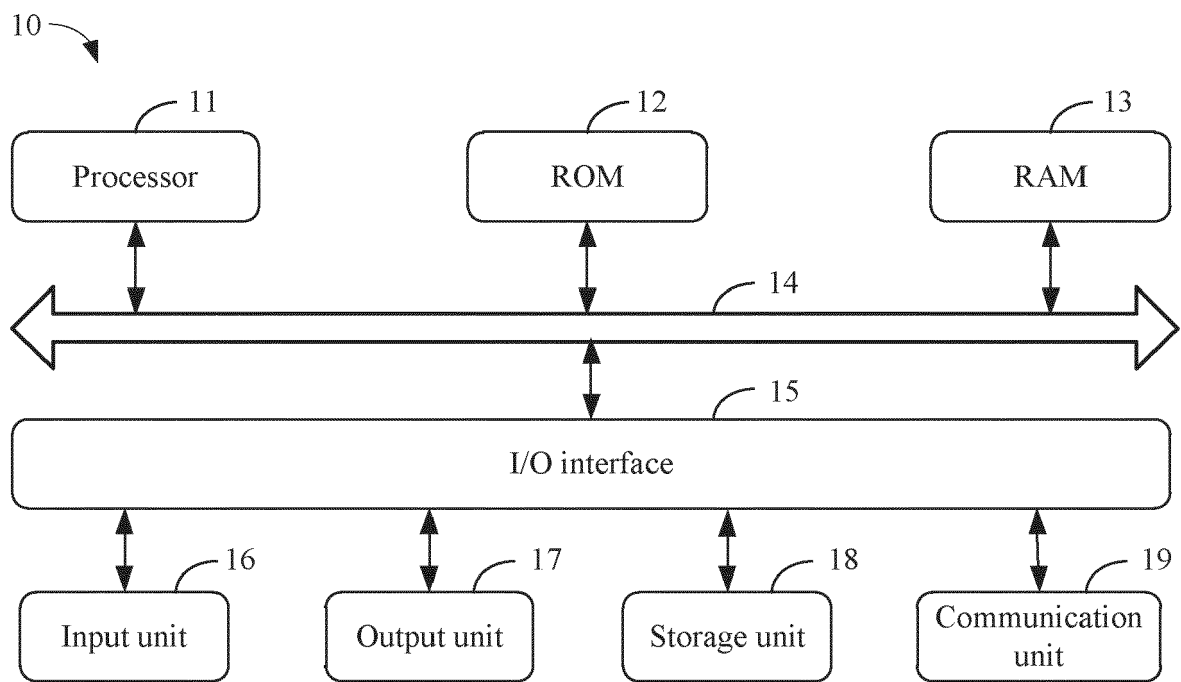 10
11
12
13
Processor
ROM
RAM
14
15
I/O interface
16
17
18
19
Input unit
Output unit
Storage unit
Communication
unit